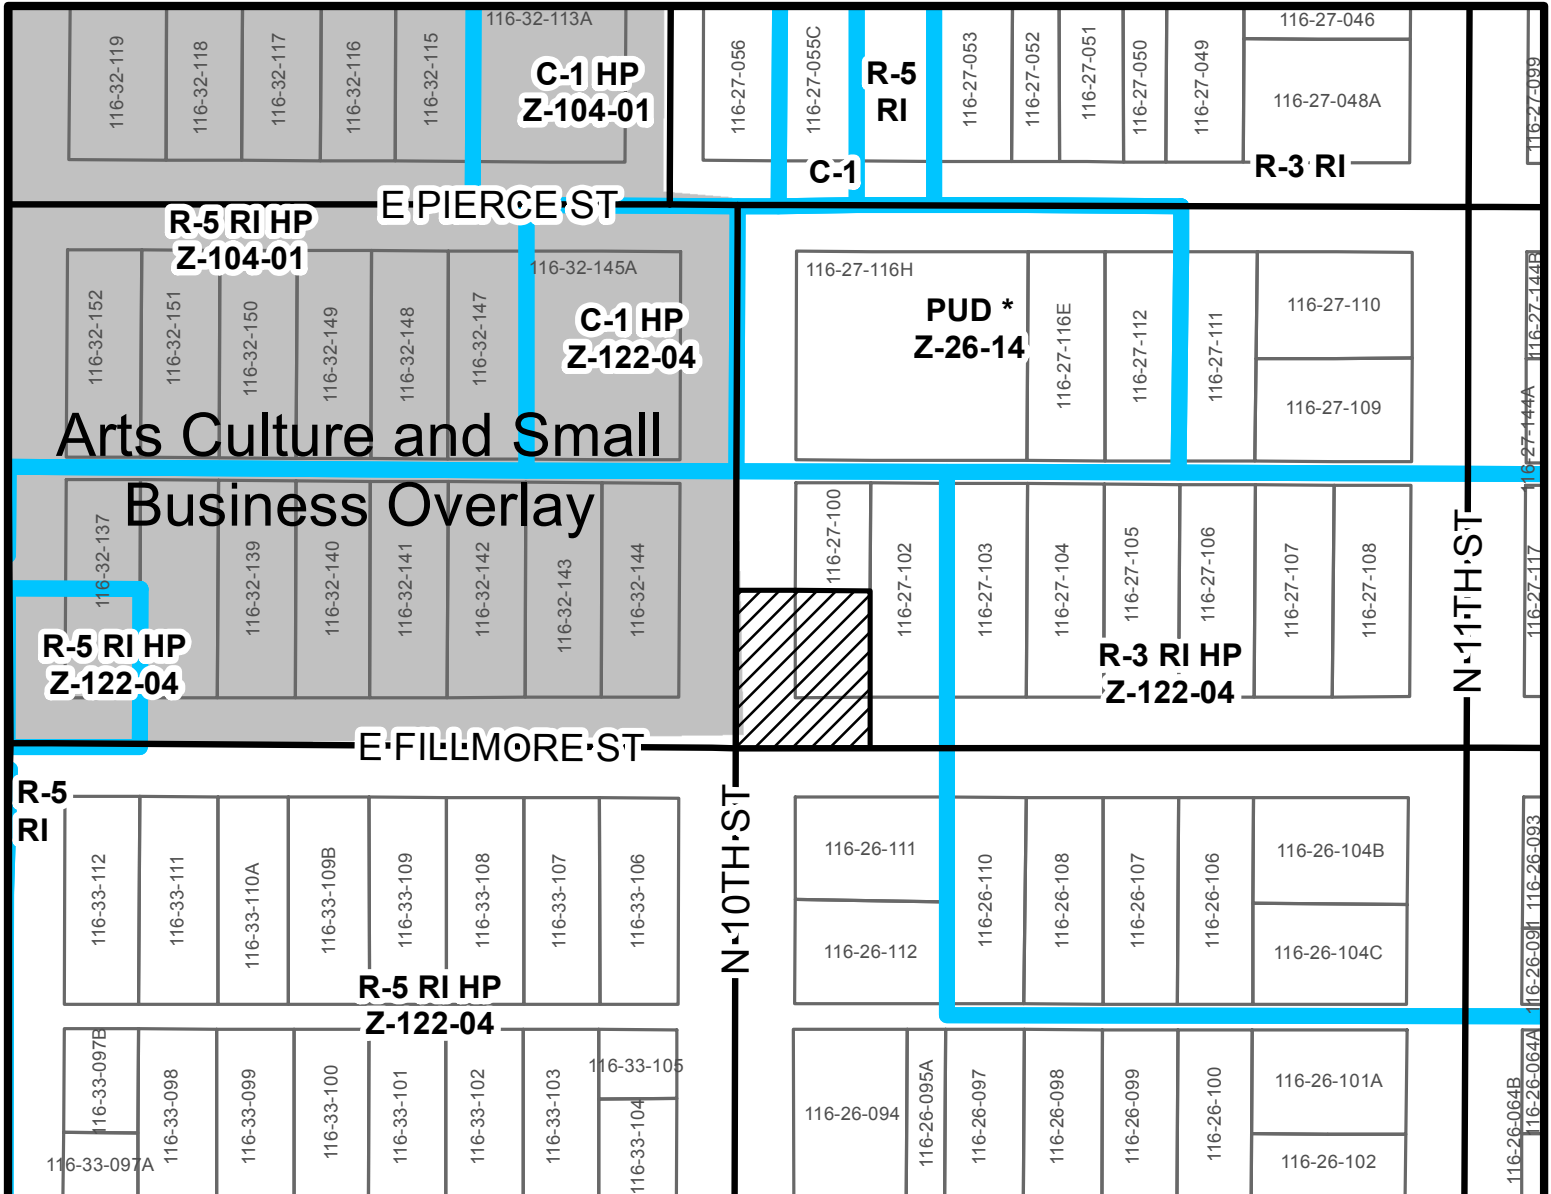 116-32-113A
116-27-046
116-32-119
116-32-118
116-32-117
116-32-116
116-32-115
C-1 HP
Z-104-01
116-27-056
116-27-055C
R-5
RI
116-27-053
116-27-052
116-27-051
116-27-050
116-27-049
116-27-048A
116-27-099
C-1
R-3 RI
E PIERCE ST
R-5 RI HP
Z-104-01
116-32-145A
116-27-116H
116-32-152
116-32-151
116-32-150
116-32-149
116-32-148
116-32-147
C-1 HP
Z-122-04
PUD *
Z-26-14
116-27-116E
116-27-112
116-27-111
116-27-110
116-27-109
116-27-144B
116-27-144A
Arts Culture and Small
Business Overlay
116-32-137
116-32-139
116-32-140
116-32-141
116-32-142
116-32-143
116-32-144
116-27-100
116-27-102
116-27-103
116-27-104
116-27-105
116-27-106
116-27-107
116-27-108
N 11TH ST
116-27-117
R-5 RI HP
Z-122-04
R-3 RI HP
Z-122-04
E FILLMORE ST
R-5
RI
116-33-112
116-33-111
116-33-110A
116-33-109B
116-33-109
116-33-108
116-33-107
116-33-106
N 10TH ST
116-26-111
116-26-112
116-26-110
116-26-108
116-26-107
116-26-106
116-26-104B
116-26-104C
116-26-093
116-26-091
R-5 RI HP
Z-122-04
116-33-097B
116-33-097A
116-33-098
116-33-099
116-33-100
116-33-101
116-33-102
116-33-103
116-33-105
116-33-104
116-26-094
116-26-095A
116-26-097
116-26-098
116-26-099
116-26-100
116-26-101A
116-26-102
116-26-064B
116-26-064A